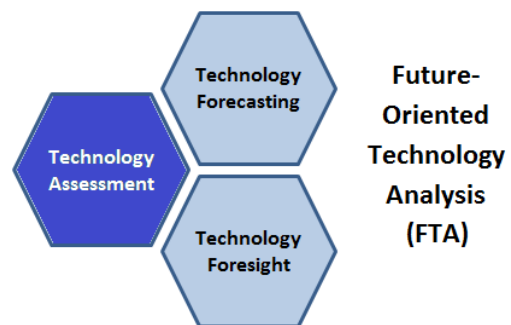 Technology
Forecasting
Technology
Assessment
Technology
Foresight
Future-
Oriented
Technology
Analysis
(FTA)